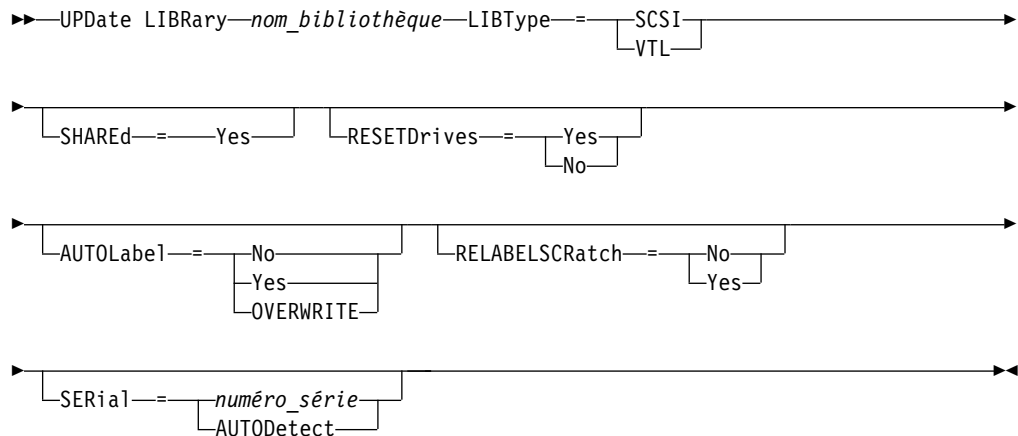 UPDate LIBRary nom_bibliothèque LIBType = SCSI
VTL
SHAREd = Yes RESETDrives = Yes
No
AUTOLabel = No RELABELSCRatch = No
Yes Yes
OVERWRITE
SERial = numéro_série
AUTODetect